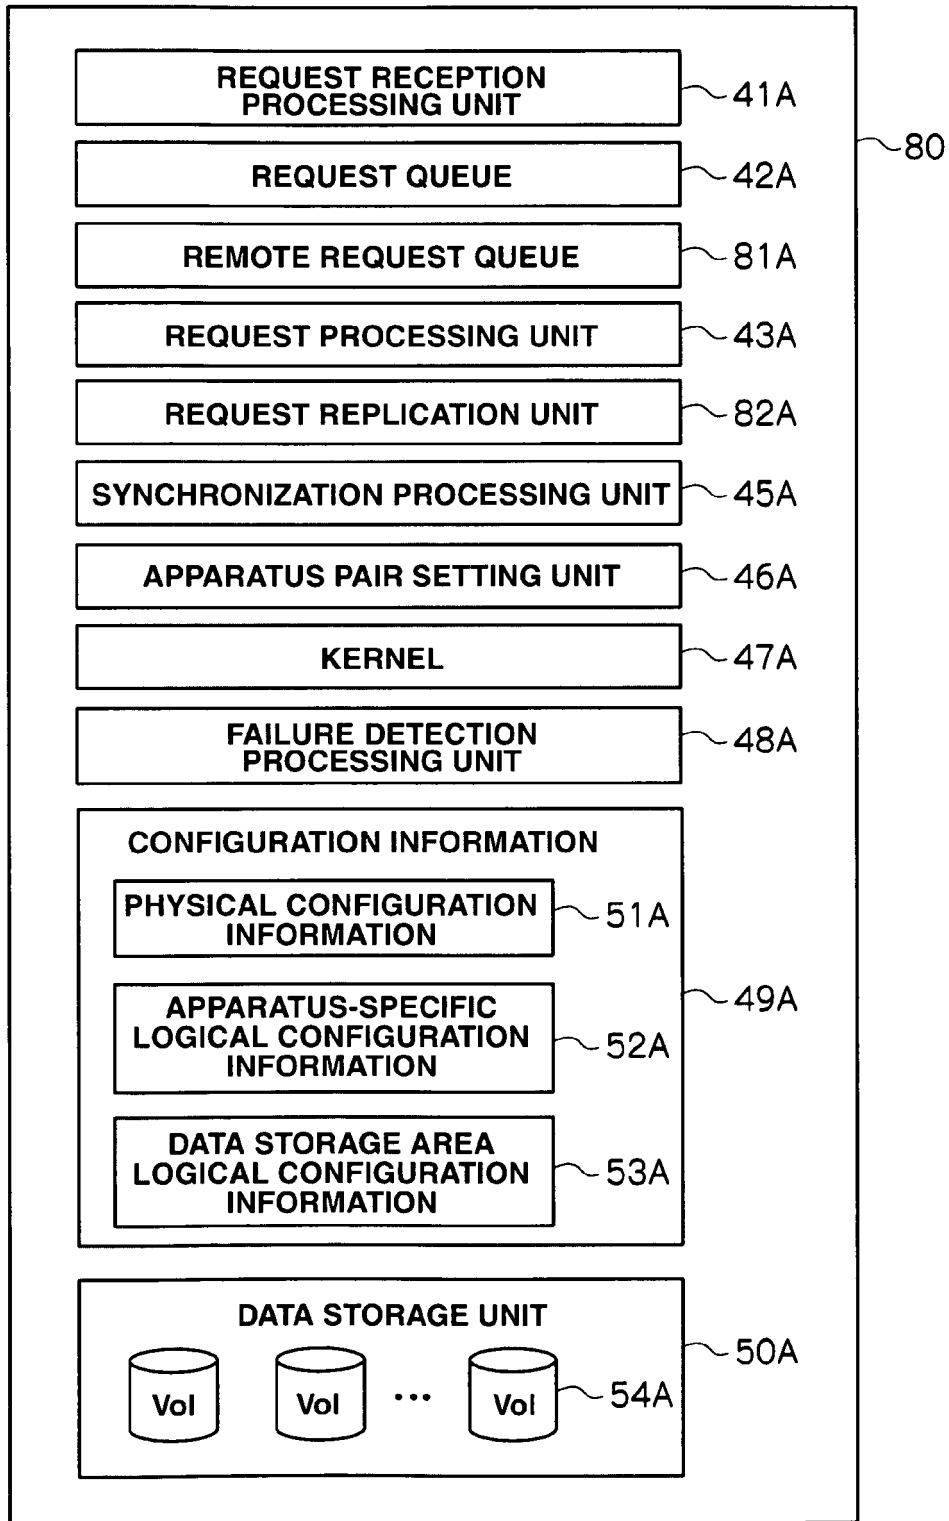 REQUEST RECEPTION
PROCESSING UNIT
41A
80
REQUEST QUEUE
42A
REMOTE REQUEST QUEUE
81A
REQUEST PROCESSING UNIT
43A
REQUEST REPLICATION UNIT
82A
SYNCHRONIZATION PROCESSING UNIT
45A
APPARATUS PAIR SETTING UNIT
46A
KERNEL
47A
FAILURE DETECTION
PROCESSING UNIT
48A
CONFIGURATION INFORMATION
PHYSICAL CONFIGURATION
INFORMATION
51A
49A
APPARATUS-SPECIFIC
LOGICAL CONFIGURATION
INFORMATION
52A
DATA STORAGE AREA
LOGICAL CONFIGURATION
INFORMATION
53A
DATA STORAGE UNIT
50A
Vol Vol ... Vol
54A